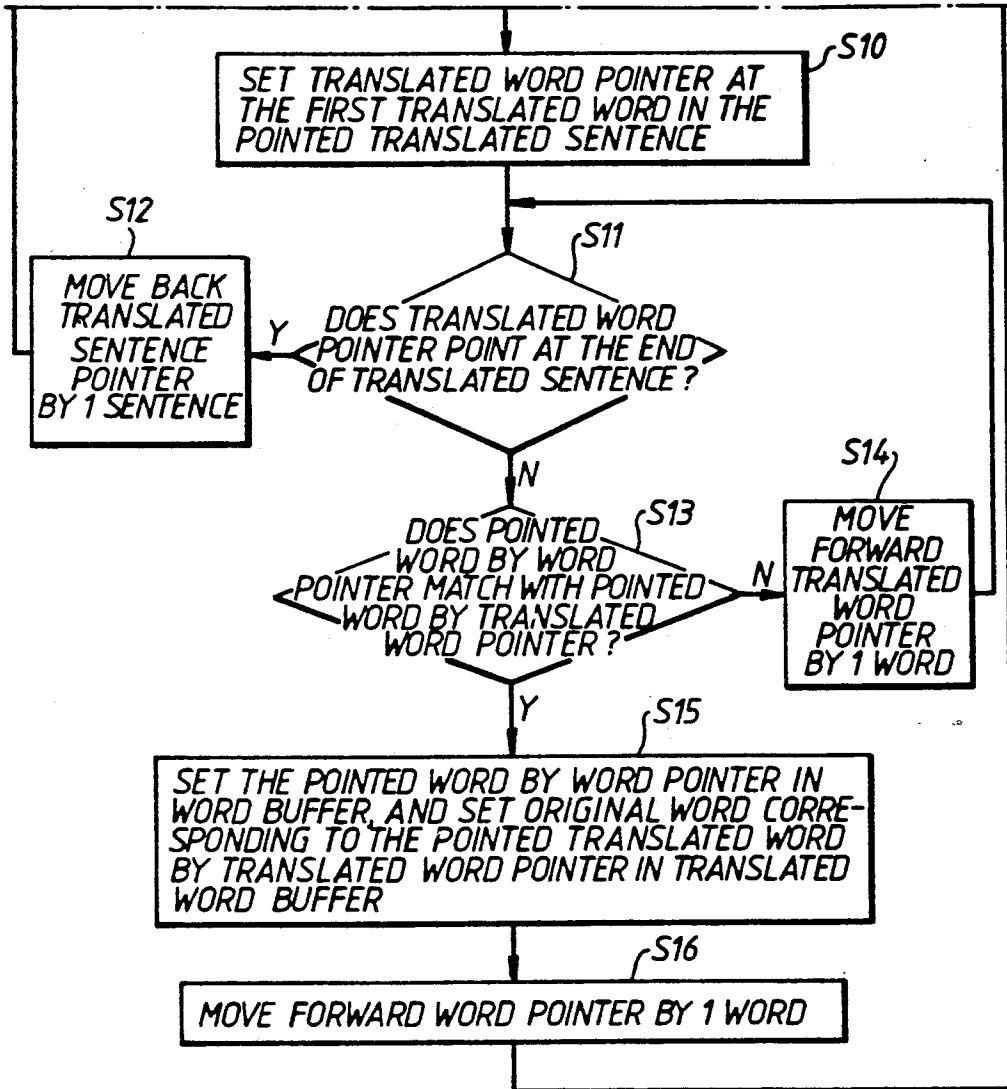 S10
SET TRANSLATED WORD POINTER AT
THE FIRST TRANSLATED WORD IN THE
POINTED TRANSLATED SENTENCE
S12
MOVE BACK
TRANSLATED
SENTENCE
POINTER
BY 1 SENTENCE
Y
S11
DOES TRANSLATED WORD
POINTER POINT AT THE END
OF TRANSLATED SENTENCE ?
N
S13
DOES POINTED
WORD BY WORD
POINTER MATCH WITH POINTED
WORD BY TRANSLATED
WORD POINTER ?
N
S14
MOVE
FORWARD
TRANSLATED
WORD
POINTER
BY 1 WORD
Y
S15
SET THE POINTED WORD BY WORD POINTER IN
WORD BUFFER, AND SET ORIGINAL WORD CORRE-
SPONDING TO THE POINTED TRANSLATED WORD
BY TRANSLATED WORD POINTER IN TRANSLATED
WORD BUFFER
S16
MOVE FORWARD WORD POINTER BY 1 WORD